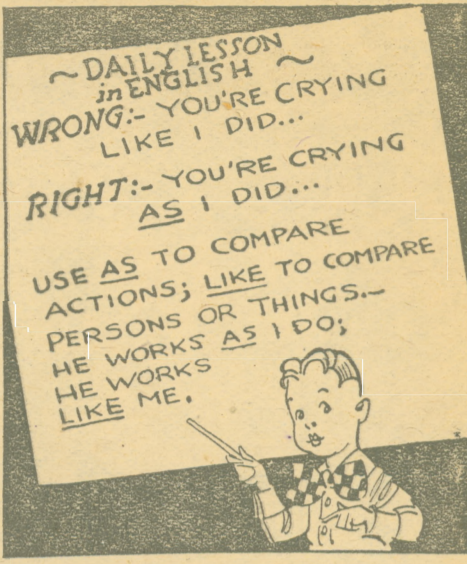 ~ DAILY LESSON ~
in ENGLISH
WRONG:- YOU'RE CRYING
LIKE I DID...
RIGHT:- YOU'RE CRYING
AS I DID...
USE AS TO COMPARE
ACTIONS; LIKE TO COMPARE
PERSONS OR THINGS.-
HE WORKS AS I DO;
HE WORKS
LIKE ME.